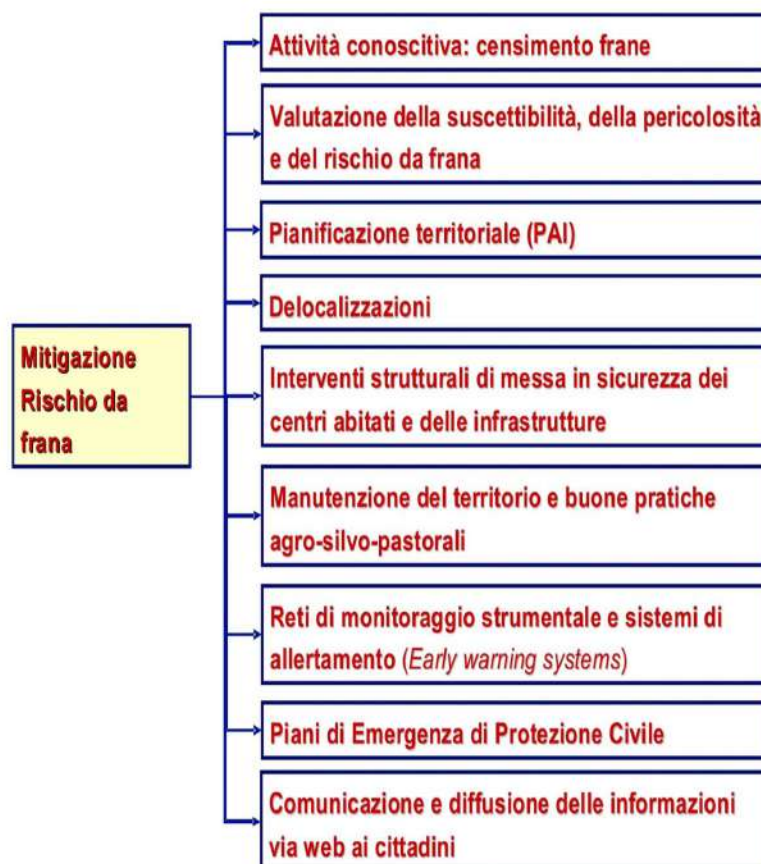 Attività conoscitiva: censimento frane
Valutazione della suscettibilità, della pericolosità
e del rischio da frana
Pianificazione territoriale (PAI)
Delocalizzazioni
Mitigazione
Rischio da
frana
Interventi strutturali di messa in sicurezza dei
centri abitati e delle infrastrutture
Manutenzione del territorio e buone pratiche
agro-silvo-pastorali
Reti di monitoraggio strumentale e sistemi di
allertamento (Early warning systems)
Piani di Emergenza di Protezione Civile
Comunicazione e diffusione delle informazioni
via web ai cittadini